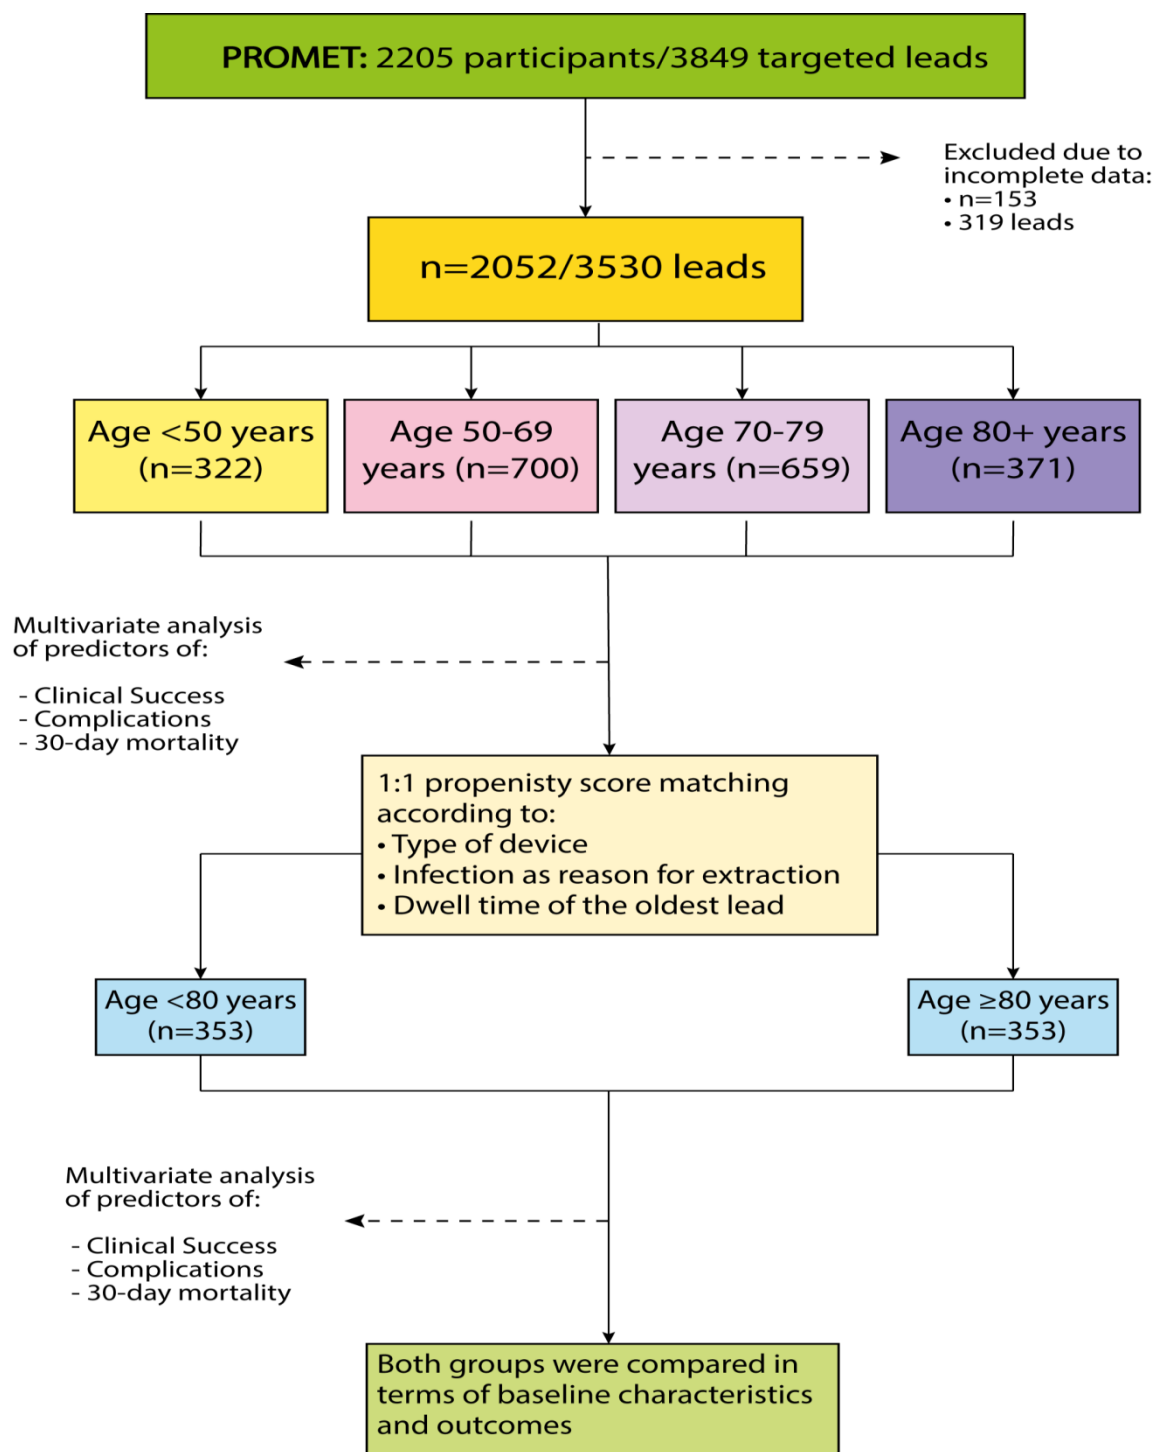 PROMET: 2205 participants/3849 targeted leads
Excluded due to
incomplete data:
• n=153
• 319 leads
n=2052/3530 leads
Age <50 years
(n=322)
Age 50-69
years (n=700)
Age 70-79
years (n=659)
Age 80+ years
(n=371)
Multivariate analysis
of predictors of:
- Clinical Success
- Complications
- 30-day mortality
1:1 propenisty score matching
according to:
• Type of device
• Infection as reason for extraction
• Dwell time of the oldest lead
Age <80 years
(n=353)
Age ≥80 years
(n=353)
Multivariate analysis
of predictors of:
- Clinical Success
- Complications
- 30-day mortality
Both groups were compared in
terms of baseline characteristics
and outcomes